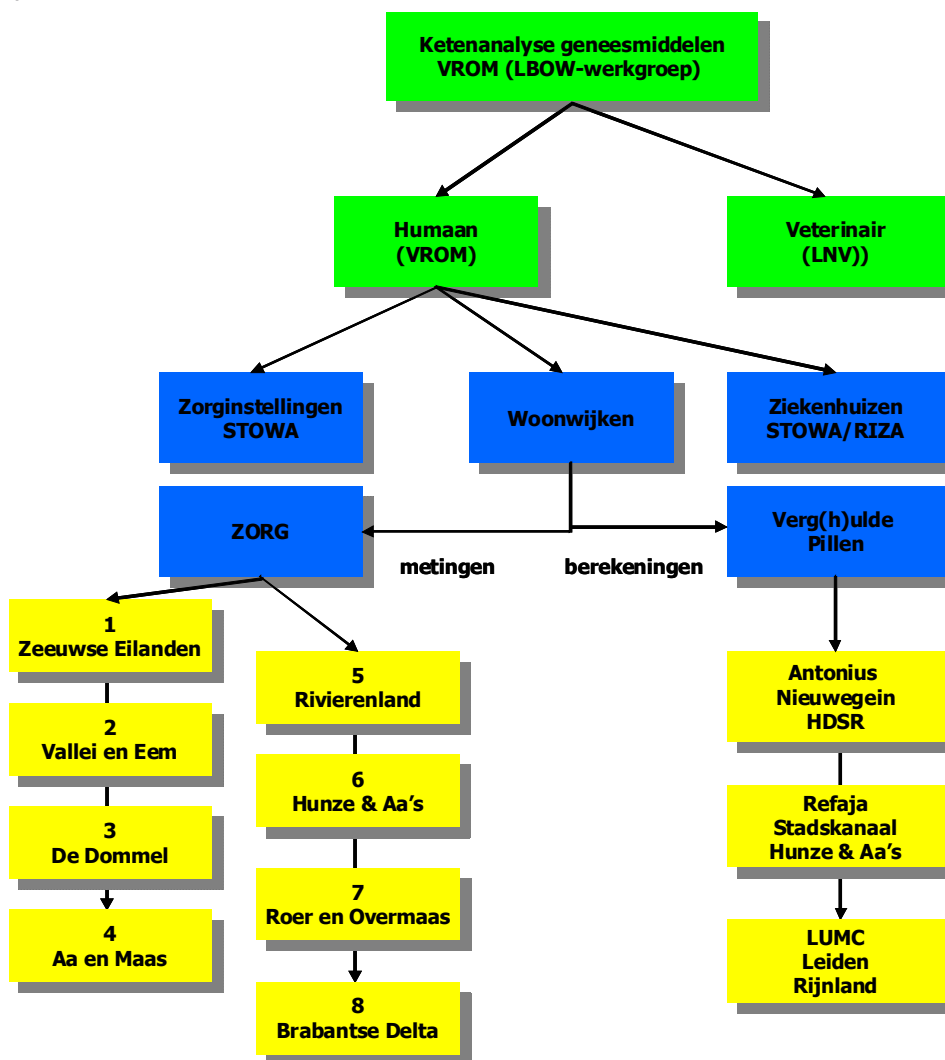 Ketenanalyse geneesmiddelen
VROM (LBOW-werkgroep)
Humaan
(VROM)
Veterinair
(LNV))
Zorginstellingen
STOWA
Woonwijken
Ziekenhuizen
STOWA/RIZA
ZORG
metingen
berekeningen
Verg(h)ulde
Pillen
1
Zeeuwse Eilanden
2
Vallei en Eem
3
De Dommel
4
Aa en Maas
5
Rivierenland
6
Hunze & Aa’s
7
Roer en Overmaas
8
Brabantse Delta
Antonius
Nieuwegein
HDSR
Refaja
Stadskanaal
Hunze & Aa’s
LUMC
Leiden
Rijnland